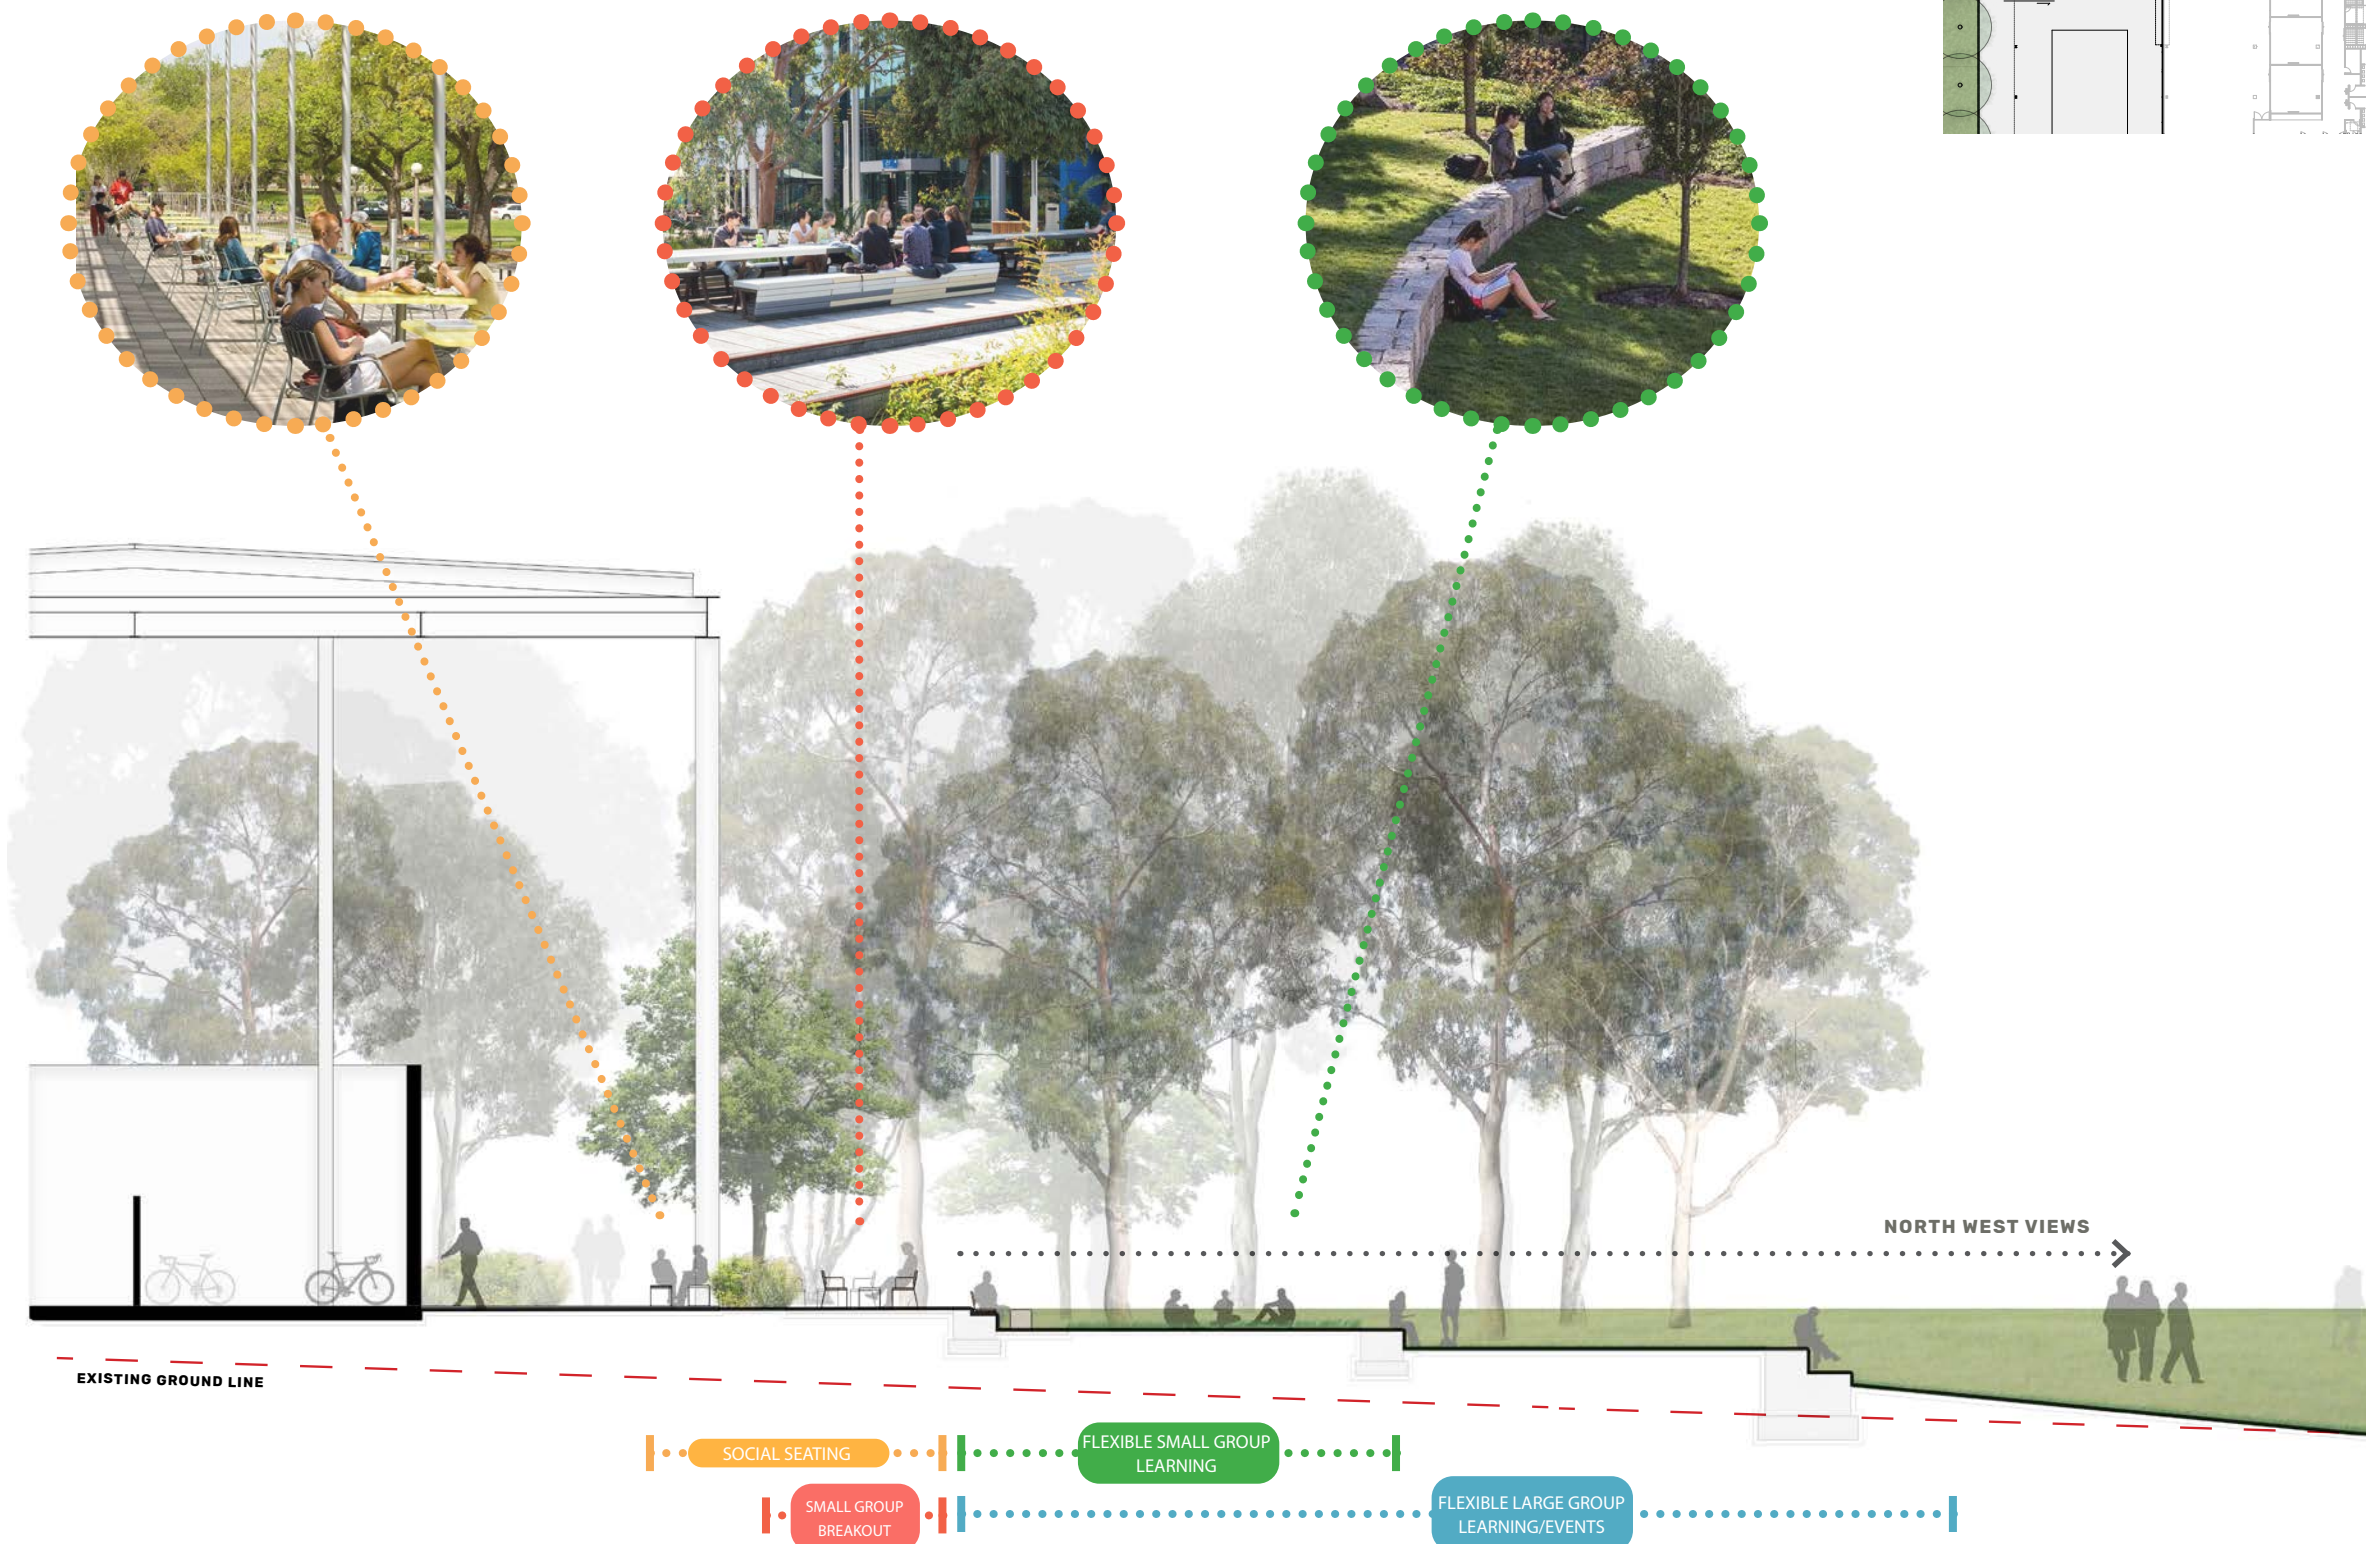 NORTH WEST VIEWS
EXISTING GROUND LINE
SOCIAL SEATING
FLEXIBLE SMALL GROUP
LEARNING
SMALL GROUP
BREAKOUT
FLEXIBLE LARGE GROUP
LEARNING/EVENTS